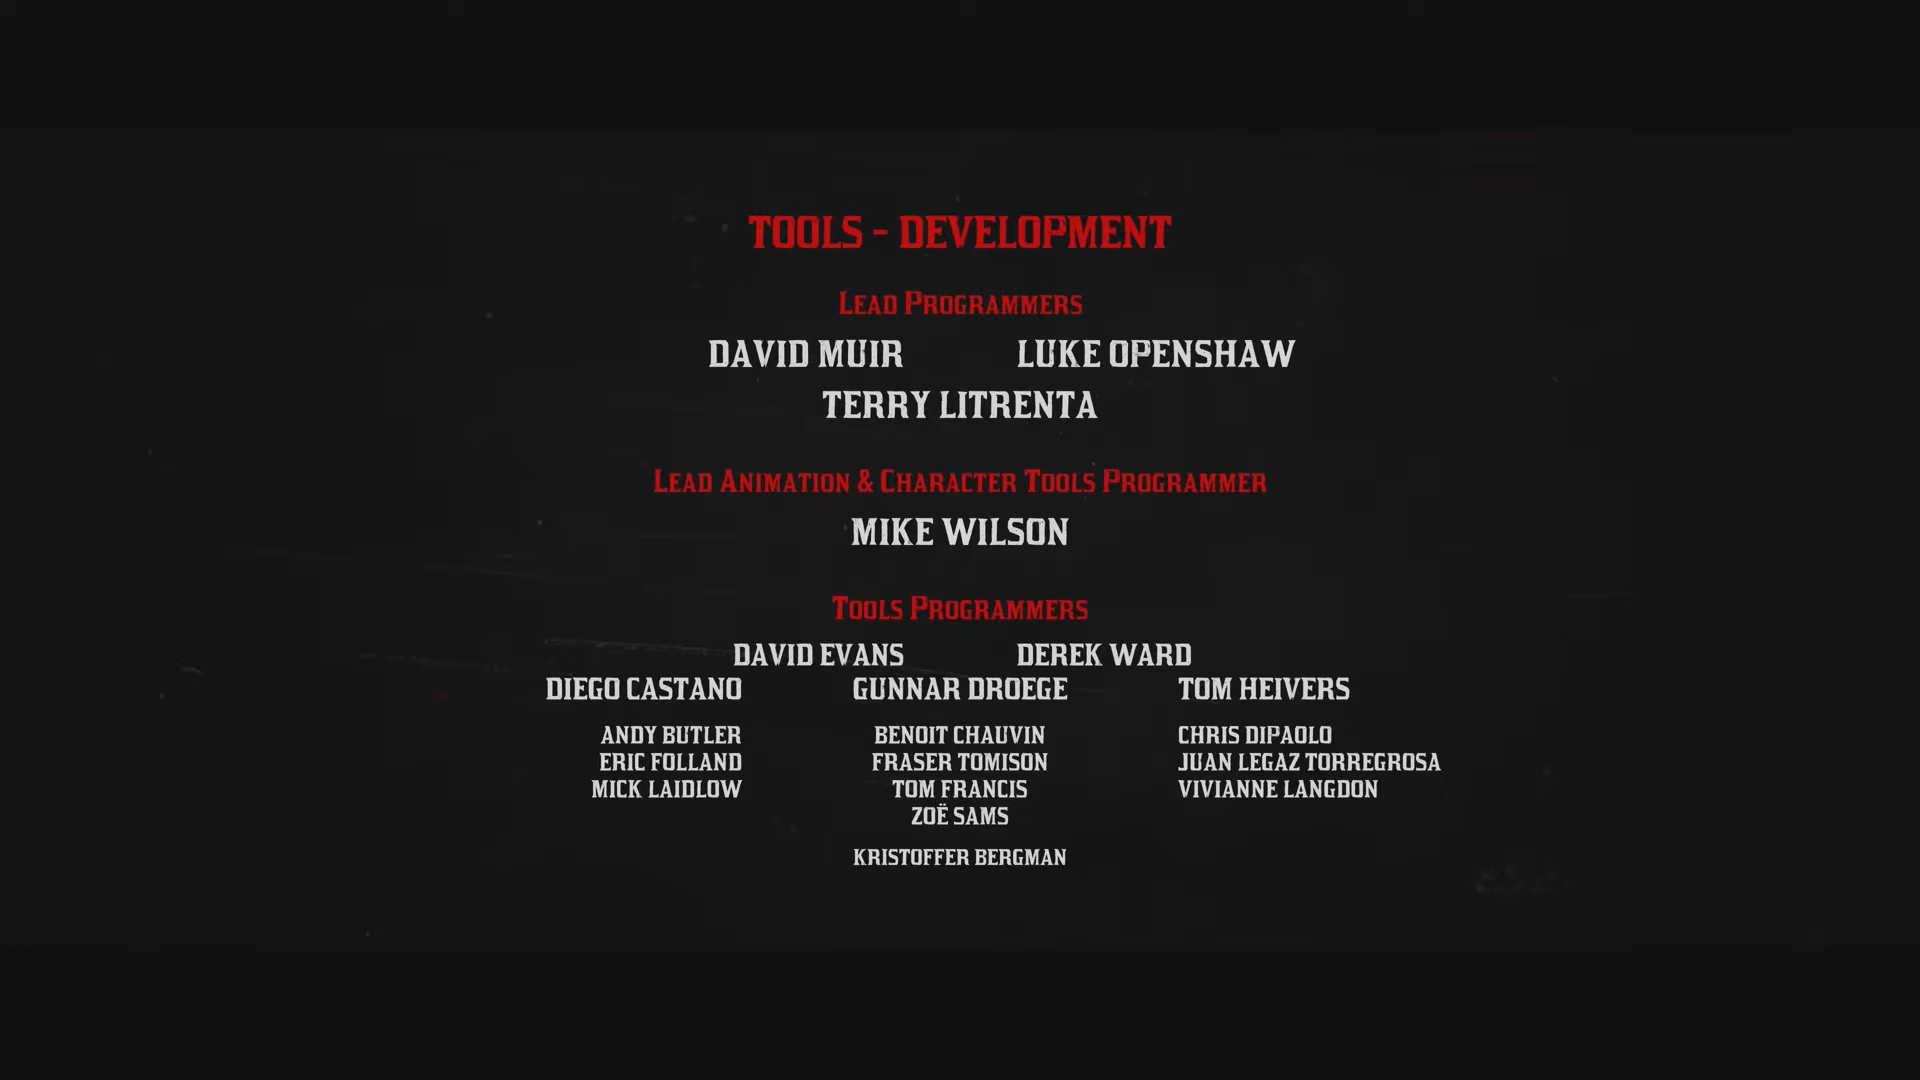 TOOLS - DEVELOPMENT
LEAD PROGRAMMERS
DAVID MUIR LUKE OPENSHAW
TERRY LITRENTA
LEAD ANIMATION & CHARACTER TOOLS PROGRAMMER
MIKE WILSON
TOOLS PROGRAMMERS
DAVID EVANS DEREK WARD
DIEGO CASTANO GUNNAR DROEGE TOM HEIVERS
ANDY BUTLER BENOIT CHAUVIN CHRIS DIPAOLO
ERIC FOLLAND FRASER TOMISON JUAN LEGAZ TORREGROSA
MICK LAIDLOW TOM FRANCIS VIVIANNE LANGDON
ZOË SAMS
KRISTOFFER BERGMAN